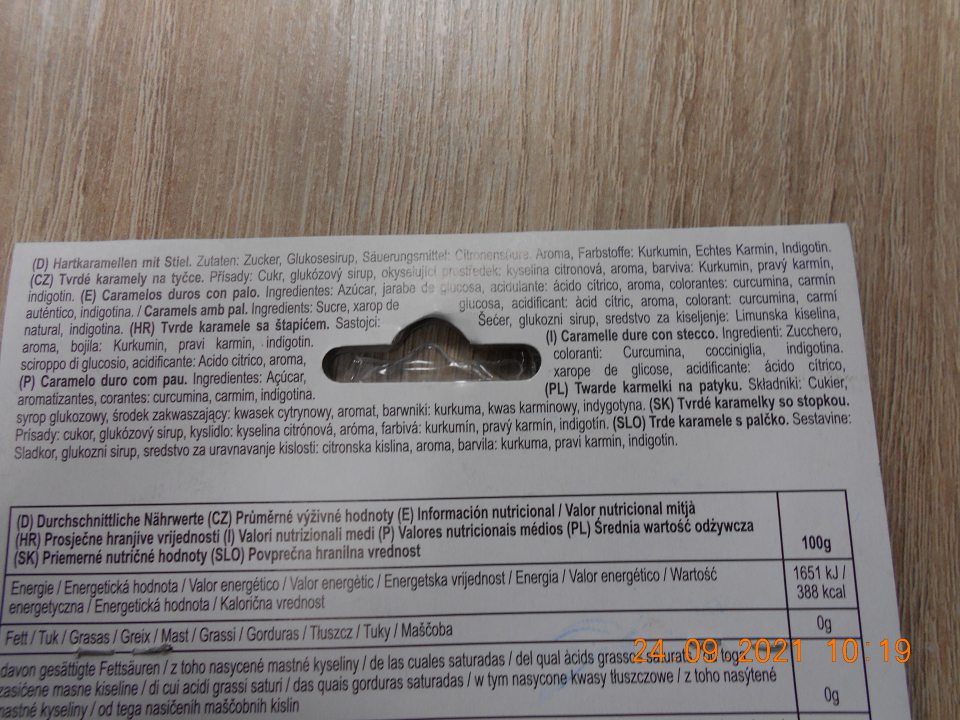 (D) Hartkaramellen mit Stiel. Zutaten: Zucker, Glukosesirup, Säuerungsmittel: Citronensäure. Aroma, Farbstoffe: Kurkumin, Echtes Karmin, Indigotin.
(CZ) Tvrdé karamely na tyčce. Přísady: Cukr, glukózový sirup, okyselující prostředek: kyselina citronová, aroma, barviva: Kurkumin, pravý karmín,
indigotin. (E) Caramelos duros con palo. Ingredientes: Azúcar, jarabe de glucosa, acidulante: ácido cítrico, aroma, colorantes: curcumina, carmín
auténtico, indigotina. / Caramels amb pal. Ingredients: Sucre, xarop de glucosa, acidificant: àcid cítric, aroma, colorant: curcumina, carmí
natural, indigotina. (HR) Tvrde karamele sa štapićem. Sastojci: Šećer, glukozni sirup, sredstvo za kiseljenje: Limunska kiselina,
aroma, bojila: Kurkumin, pravi karmin, indigotin. (I) Caramelle dure con stecco. Ingredienti: Zucchero,
sciroppo di glucosio, acidificante: Acido citrico, aroma, coloranti: Curcumina, cocciniglia, indigotina.
(P) Caramelo duro com pau. Ingredientes: Açúcar, xarope de glicose, acidificante: ácido cítrico,
aromatizantes, corantes: curcumina, carmim, indigotina. (PL) Twarde karmelki na patyku. Składniki: Cukier,
syrop glukozowy, środek zakwaszający: kwasek cytrynowy, aromat, barwniki: kurkuma, kwas karminowy, indygotyna. (SK) Tvrdé karamelky so stopkou.
Prísady: cukor, glukózový sirup, kyslidlo: kyselina citrónová, aróma, farbivá: kurkumín, pravý karmín, indigotin. (SLO) Trde karamele s palčko. Sestavine:
Sladkor, glukozni sirup, sredstvo za uravnavanje kislosti: citronska kislina, aroma, barvila: kurkuma, pravi karmin, indigotin.
(D) Durchschnittliche Nährwerte (CZ) Průměrné výživné hodnoty (E) Información nutricional / Valor nutricional mitjà
(HR) Prosječne hranjive vrijednosti (I) Valori nutrizionali medi (P) Valores nutricionais médios (PL) Średnia wartość odżywcza
(SK) Priemerné nutričné hodnoty (SLO) Povprečna hranilna vrednost
100g
Energie / Energetická hodnota / Valor energético / Valor energètic / Energetska vrijednost / Energia / Valor energético / Wartość
energetyczna / Energetická hodnota / Kalorična vrednost
1651 kJ /
388 kcal
Fett / Tuk / Grasas / Greix / Mast / Grassi / Gorduras / Tłuszcz / Tuky / Maščoba
0g
davon gesättigte Fettsäuren / z toho nasycené mastné kyseliny / de las cuales saturadas / del qual àcids grassos saturats / od toga
zasićene masne kiseline / di cui acidi grassi saturi / das quais gorduras saturadas / w tym nasycone kwasy tłuszczowe / z toho nasýtené
mastné kyseliny / od tega nasičenih maščobnih kislin
0g
24.09.2021 10:19